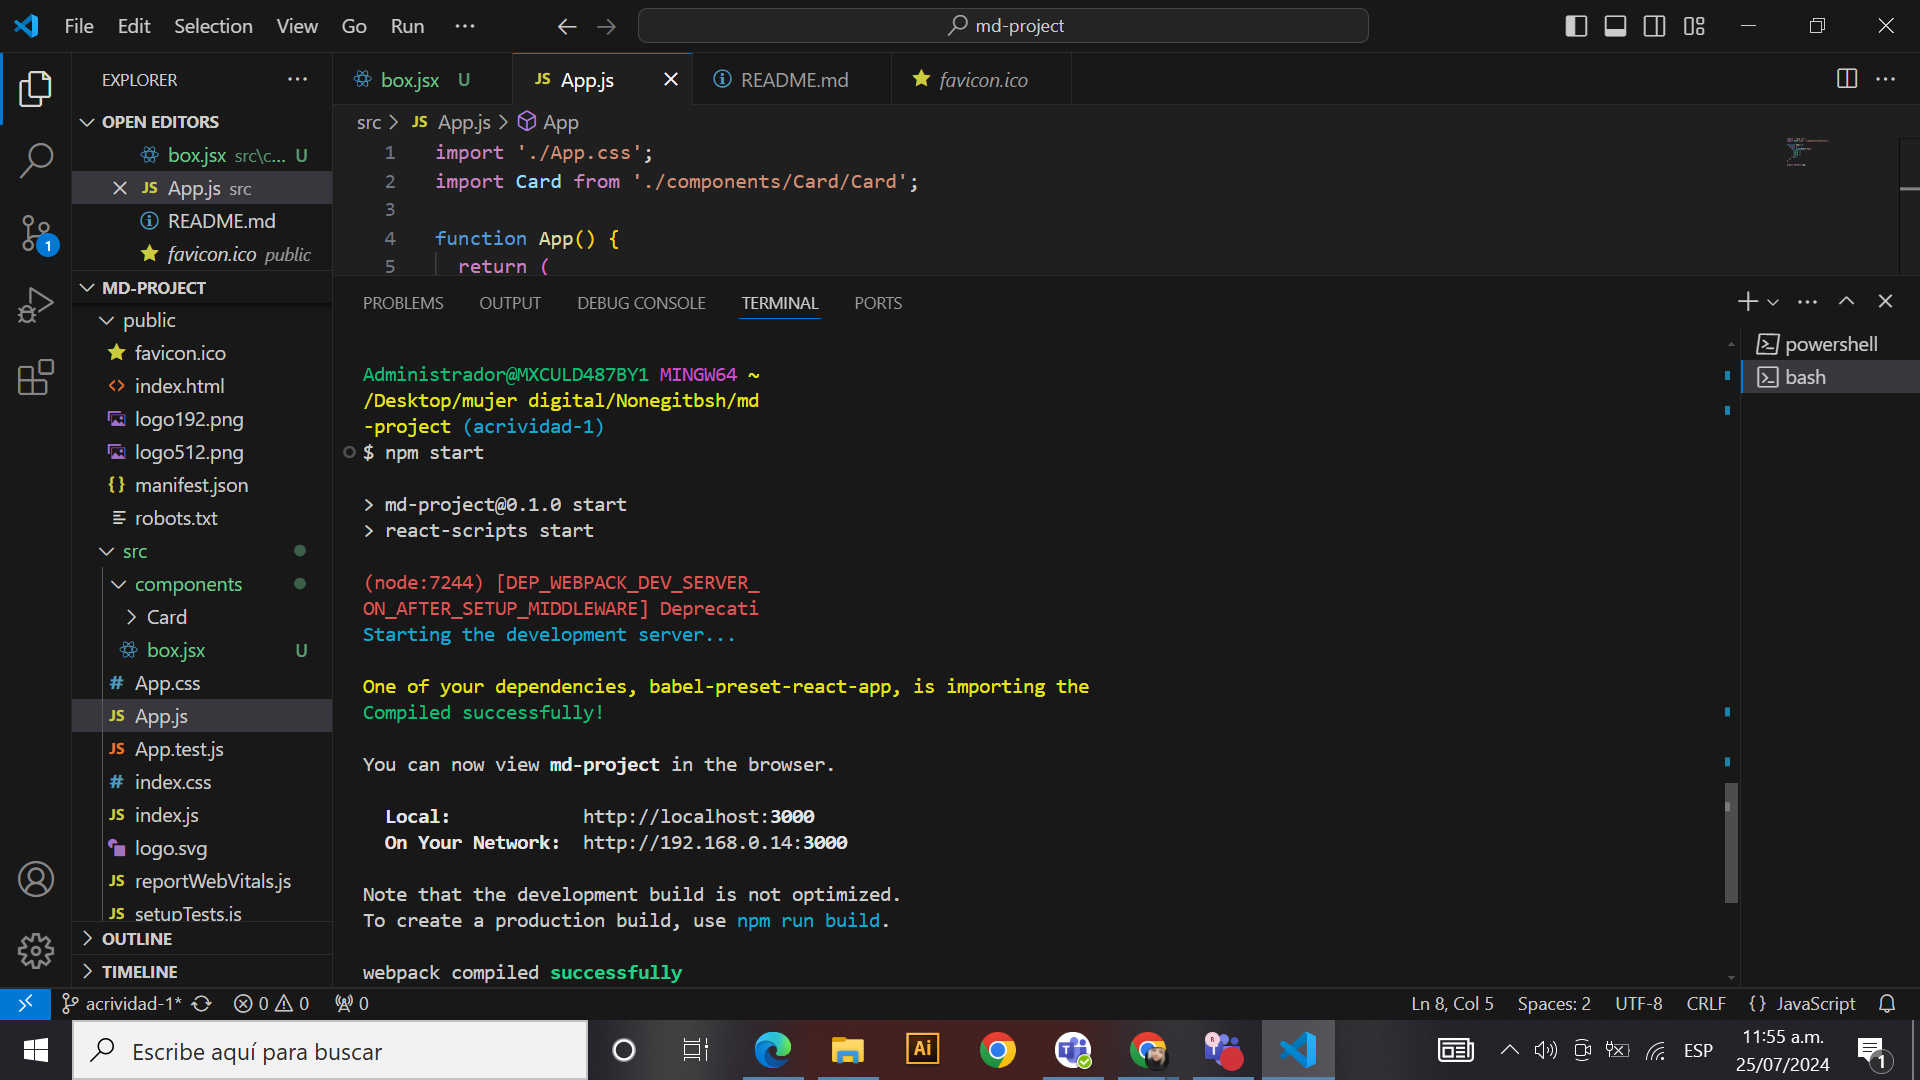 File Edit Selection View Go Run ···
md-project
EXPLORER ···
OPEN EDITORS
box.jsx src\c... U
App.js src
README.md
favicon.ico public
MD-PROJECT
public
favicon.ico
index.html
logo192.png
logo512.png
manifest.json
robots.txt
src
components
Card
box.jsx U
App.css
App.js
App.test.js
index.css
index.js
logo.svg
reportWebVitals.js
setupTests.js
OUTLINE
TIMELINE
box.jsx U
JS App.js
README.md
favicon.ico
src > JS App.js > App
1 import './App.css';
2 import Card from './components/Card/Card';
3
4 function App() {
5 return (
PROBLEMS OUTPUT DEBUG CONSOLE TERMINAL PORTS
powershell
bash
Administrador@MXCULD487BY1 MINGW64 ~
/Desktop/mujer digital/Nonegitbsh/md
-project (acrividad-1)
$ npm start
> md-project@0.1.0 start
> react-scripts start
(node:7244) [DEP_WEBPACK_DEV_SERVER_
ON_AFTER_SETUP_MIDDLEWARE] Deprecati
Starting the development server...
One of your dependencies, babel-preset-react-app, is importing the
Compiled successfully!
You can now view md-project in the browser.
Local: http://localhost:3000
On Your Network: http://192.168.0.14:3000
Note that the development build is not optimized.
To create a production build, use npm run build.
webpack compiled successfully
acrividad-1* 0 0 0
Ln 8, Col 5 Spaces: 2 UTF-8 CRLF {} JavaScript
Escribe aquí para buscar
Ai
ESP
11:55 a.m.
25/07/2024
1